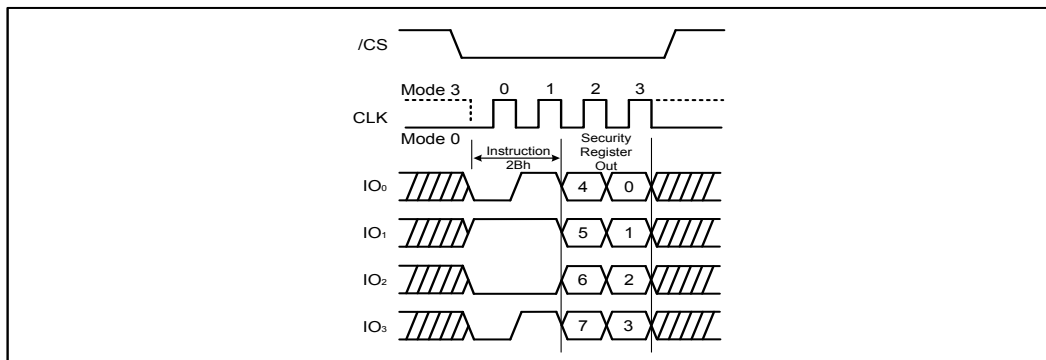 /CS
Mode 3
0 1 2 3
CLK
Mode 0
Instruction
2Bh
Security
Register
Out
IO₀ 4 0
IO₁ 5 1
IO₂ 6 2
IO₃ 7 3